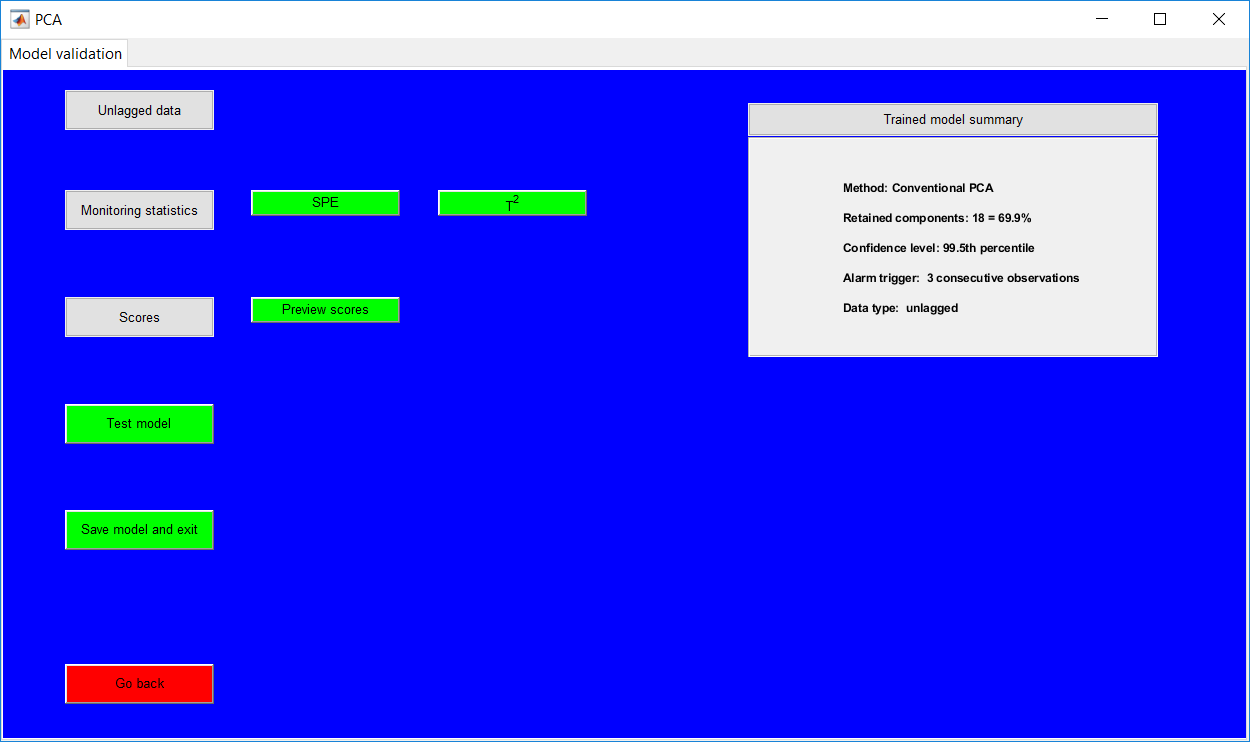 PCA
Model validation
Unlagged data
Monitoring statistics
SPE
T²
Scores
Preview scores
Test model
Save model and exit
Go back
Trained model summary
Method: Conventional PCA
Retained components: 18 = 69.9%
Confidence level: 99.5th percentile
Alarm trigger:  3 consecutive observations
Data type:  unlagged